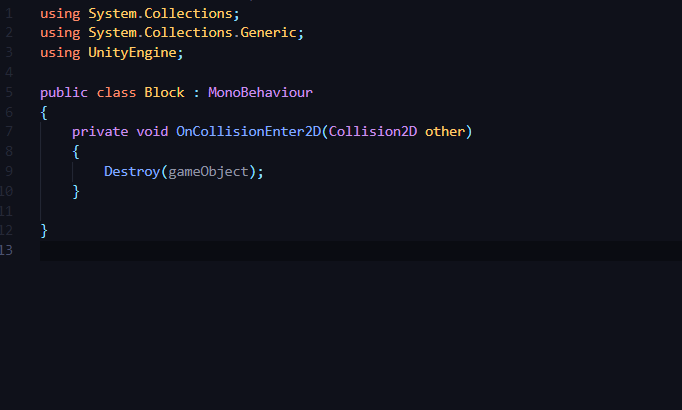 1 using System.Collections;
2 using System.Collections.Generic;
3 using UnityEngine;
4
5 public class Block : MonoBehaviour
6 {
7     private void OnCollisionEnter2D(Collision2D other)
8     {
9         Destroy(gameObject);
10     }
11
12 }
13